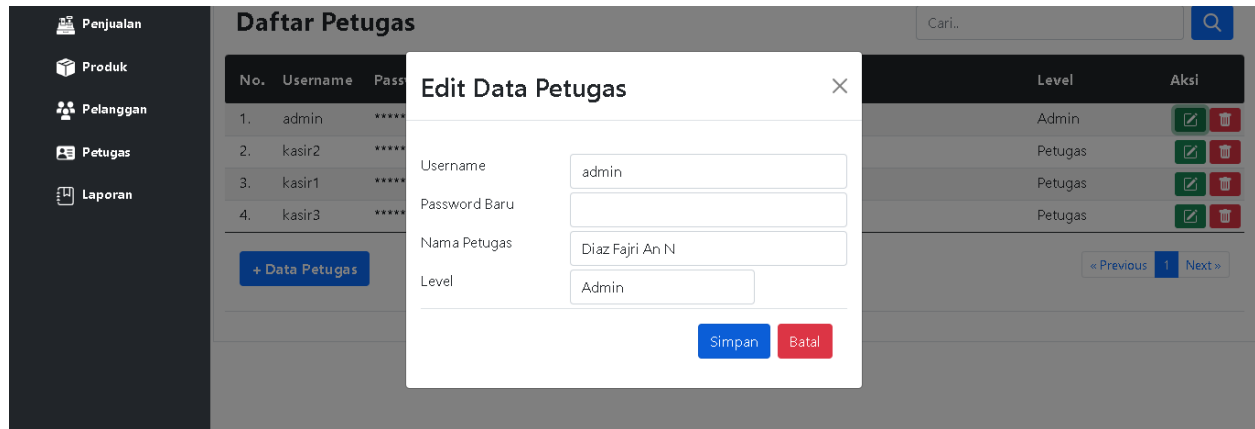 Penjualan
Produk
Pelanggan
Petugas
Laporan
Daftar Petugas
Cari..
No. Username Level Aksi
1. admin ***** Admin
2. kasir2 ***** Petugas
3. kasir1 ***** Petugas
4. kasir3 ***** Petugas
+ Data Petugas
« Previous 1 Next »
Edit Data Petugas
Username admin
Password Baru
Nama Petugas Diaz Fajri An N
Level Admin
Simpan Batal